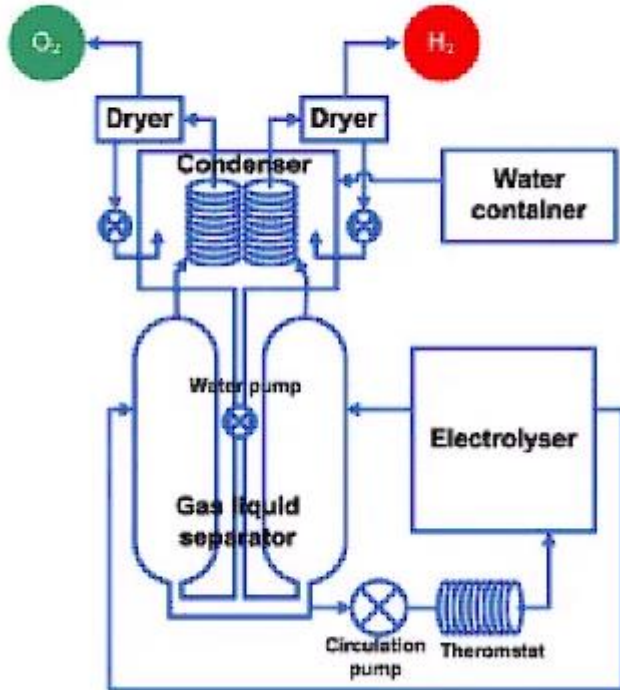 O₂
H₂
Dryer
Dryer
Condenser
Water
container
Water pump
Electrolyser
Gas liquid
separator
Circulation
pump
Theromstat